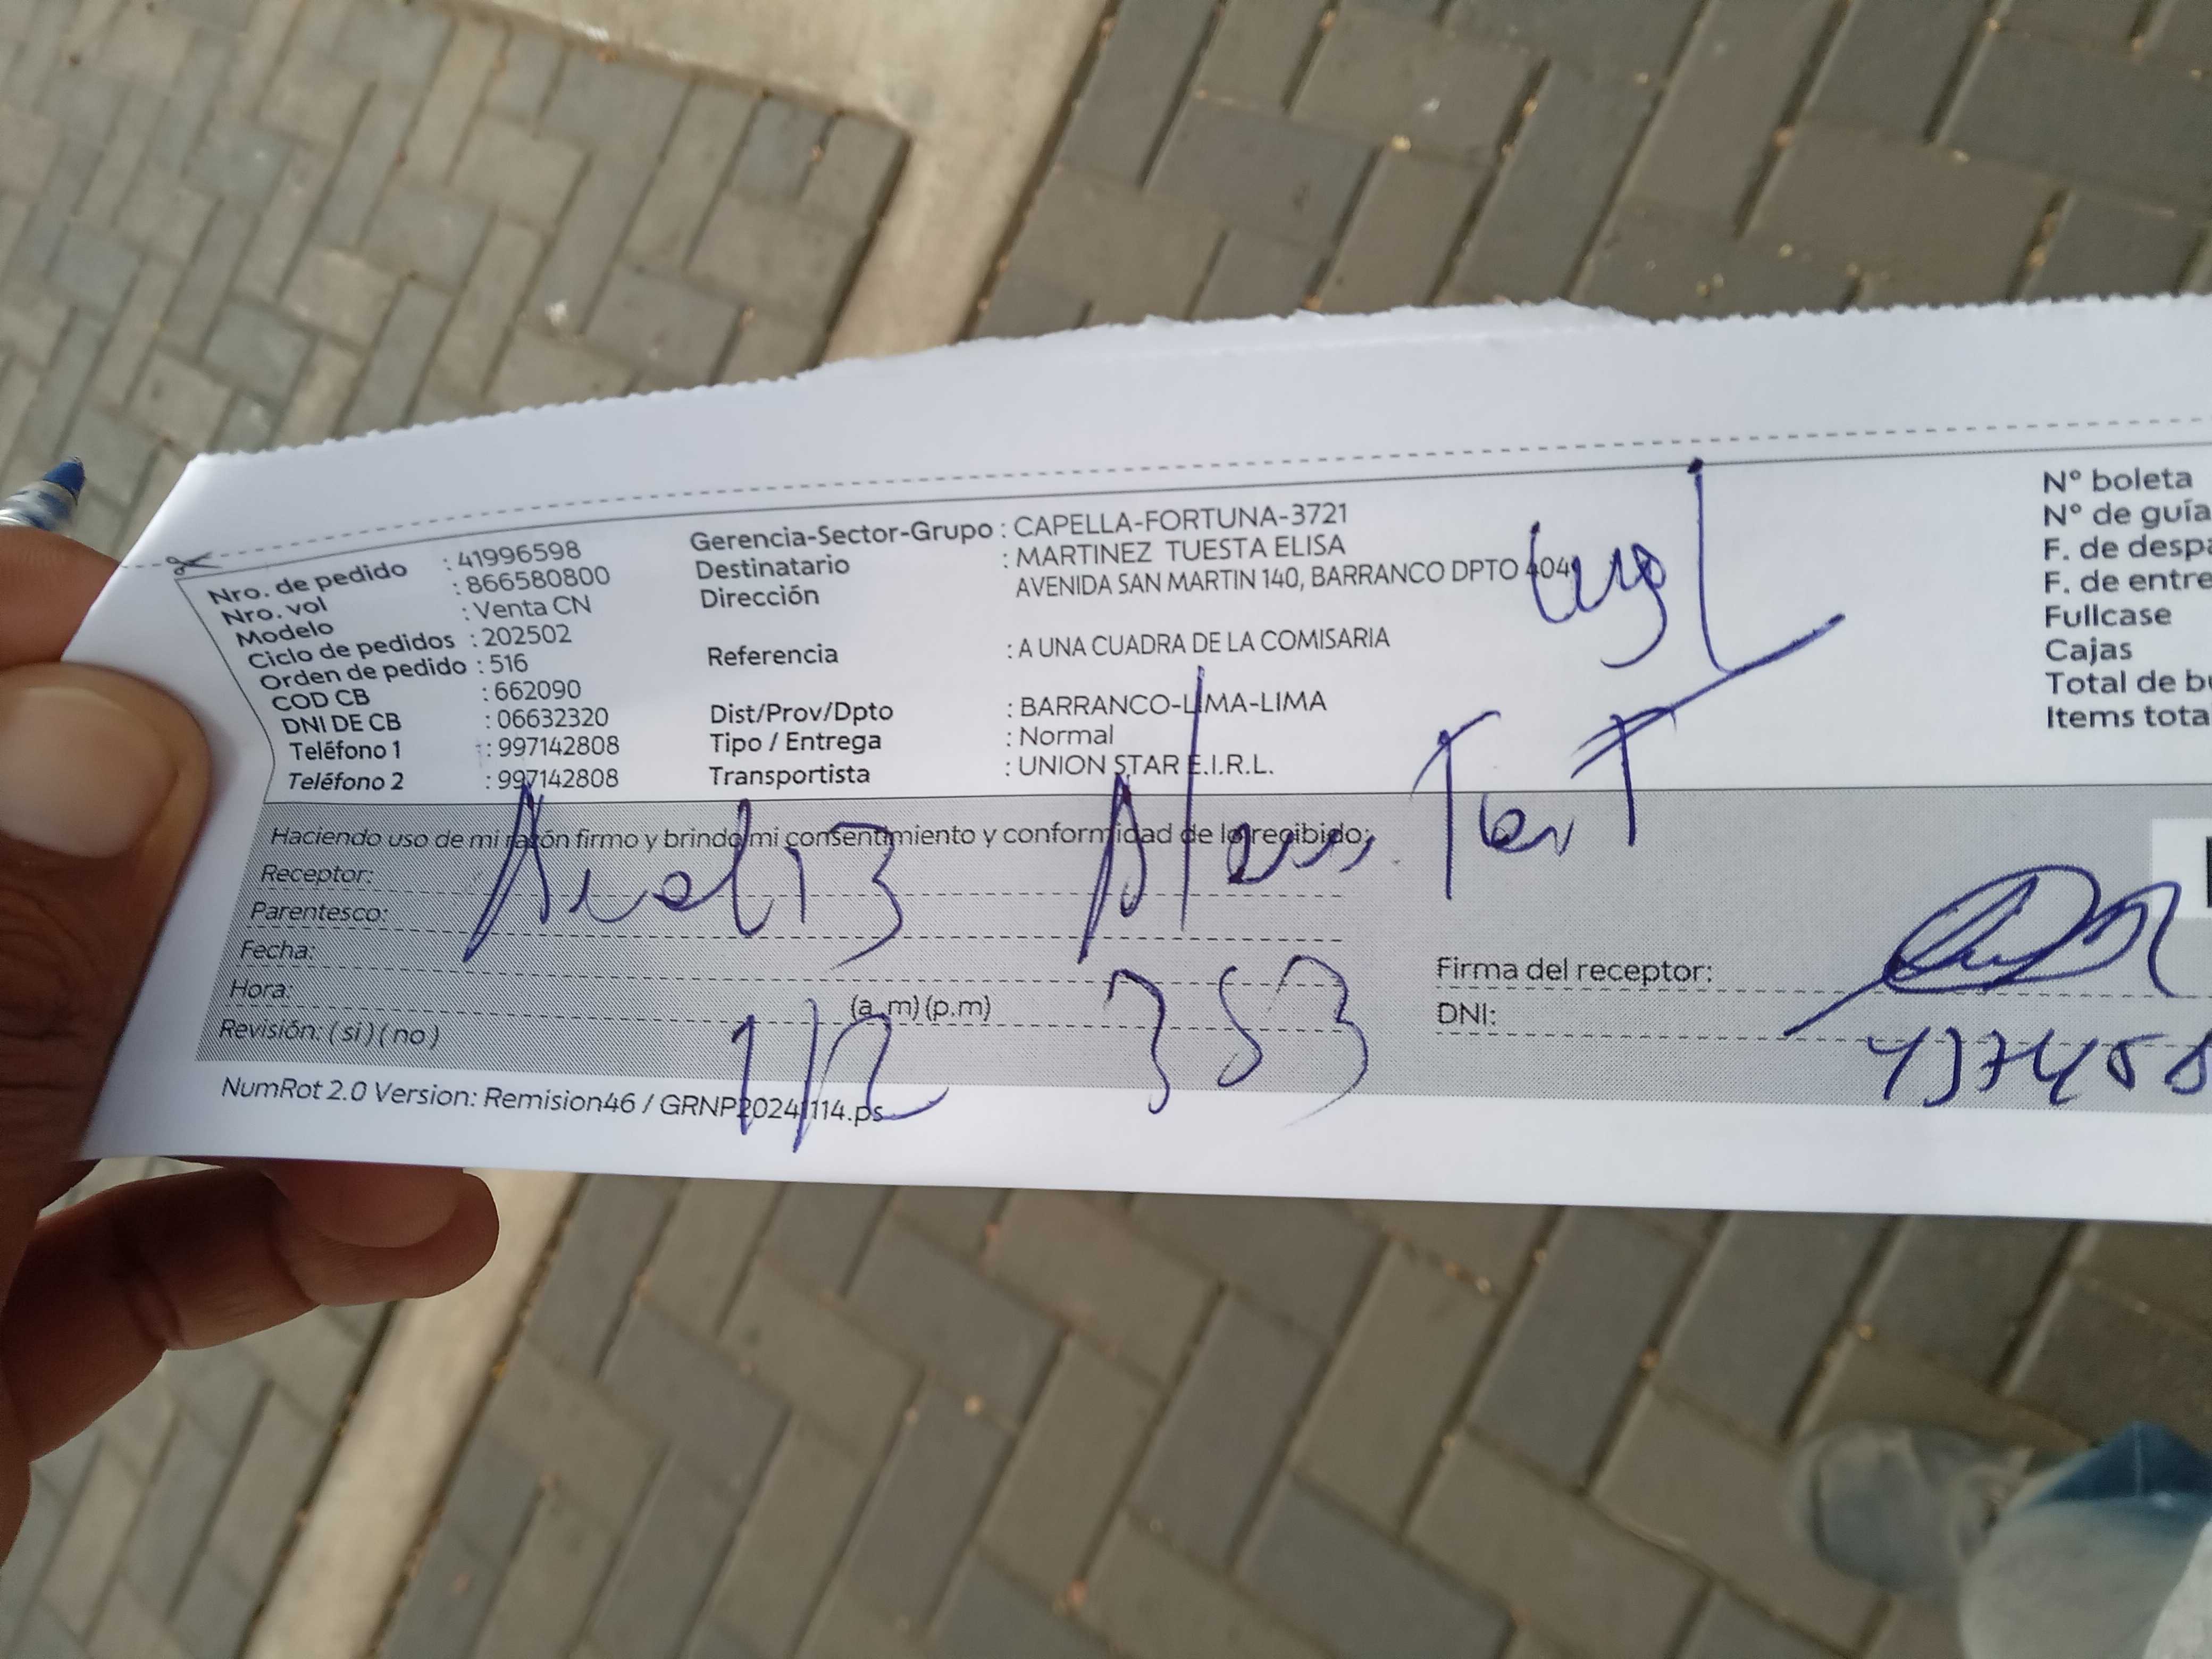 Nro. de pedido : 41996598
Nro. vol : 866580800
Modelo : Venta CN
Ciclo de pedidos : 202502
Orden de pedido : 516
COD CB : 662090
DNI DE CB : 06632320
Teléfono 1 : 997142808
Teléfono 2 : 997142808
Gerencia-Sector-Grupo : CAPELLA-FORTUNA-3721
Destinatario : MARTINEZ TUESTA ELISA
Dirección AVENIDA SAN MARTIN 140, BARRANCO DPTO 404
Referencia : A UNA CUADRA DE LA COMISARIA
Dist/Prov/Dpto : BARRANCO-LIMA-LIMA
Tipo / Entrega : Normal
Transportista : UNION STAR E.I.R.L.
N° boleta
N° de guía
F. de despa
F. de entre
Fullcase
Cajas
Total de bu
Items tota
Haciendo uso de mi razón firmo y brindo mi consentimiento y conformidad de lo recibido:
Receptor:
Parentesco:
Fecha:
Hora: (a.m) (p.m)
Revisión: ( si ) ( no )
1/2 353
Firma del receptor:
DNI:
NumRot 2.0 Version: Remision46 / GRNP20241114.ps